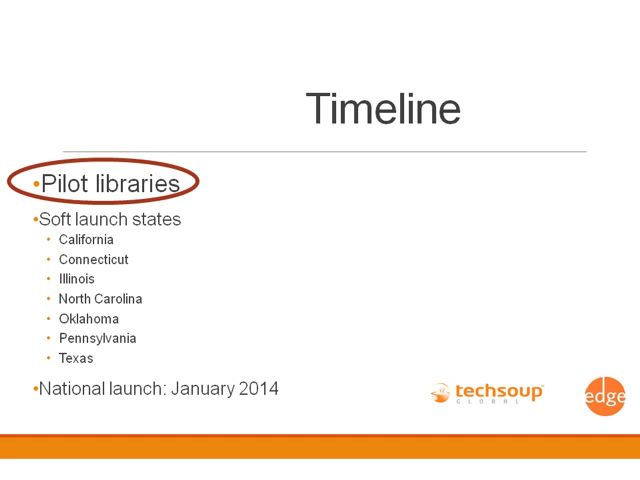 Timeline
•Pilot libraries
•Soft launch states
• California
• Connecticut
• Illinois
• North Carolina
• Oklahoma
• Pennsylvania
• Texas
•National launch: January 2014
techsoup
GLOBAL
edge